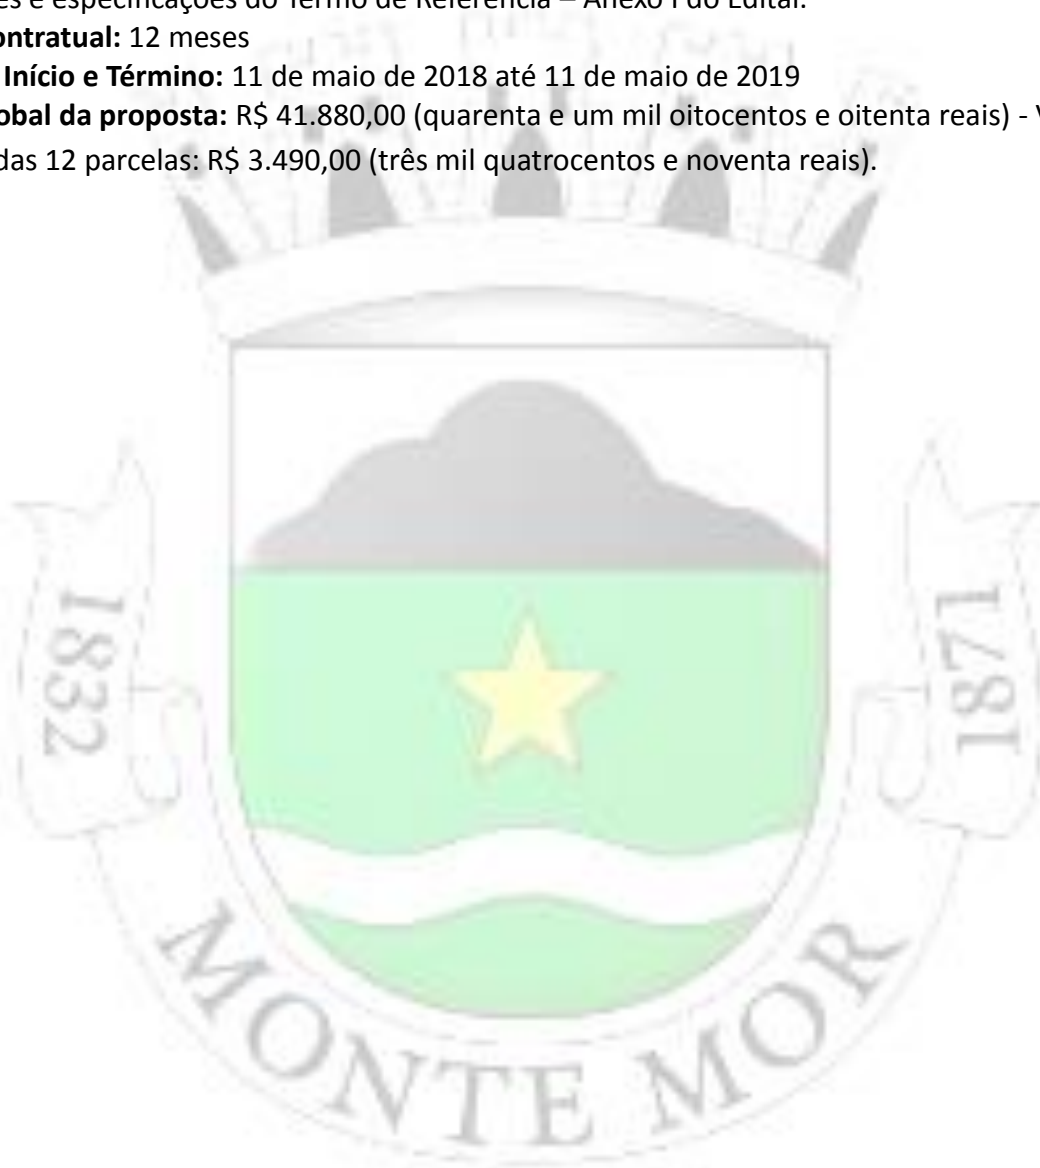 es e especificações do Termo de Referência – Anexo I do Edital.
ontratual: 12 meses
Início e Término: 11 de maio de 2018 até 11 de maio de 2019
obal da proposta: R$ 41.880,00 (quarenta e um mil oitocentos e oitenta reais) - V
das 12 parcelas: R$ 3.490,00 (três mil quatrocentos e noventa reais).
1832
1871
MONTE MOR